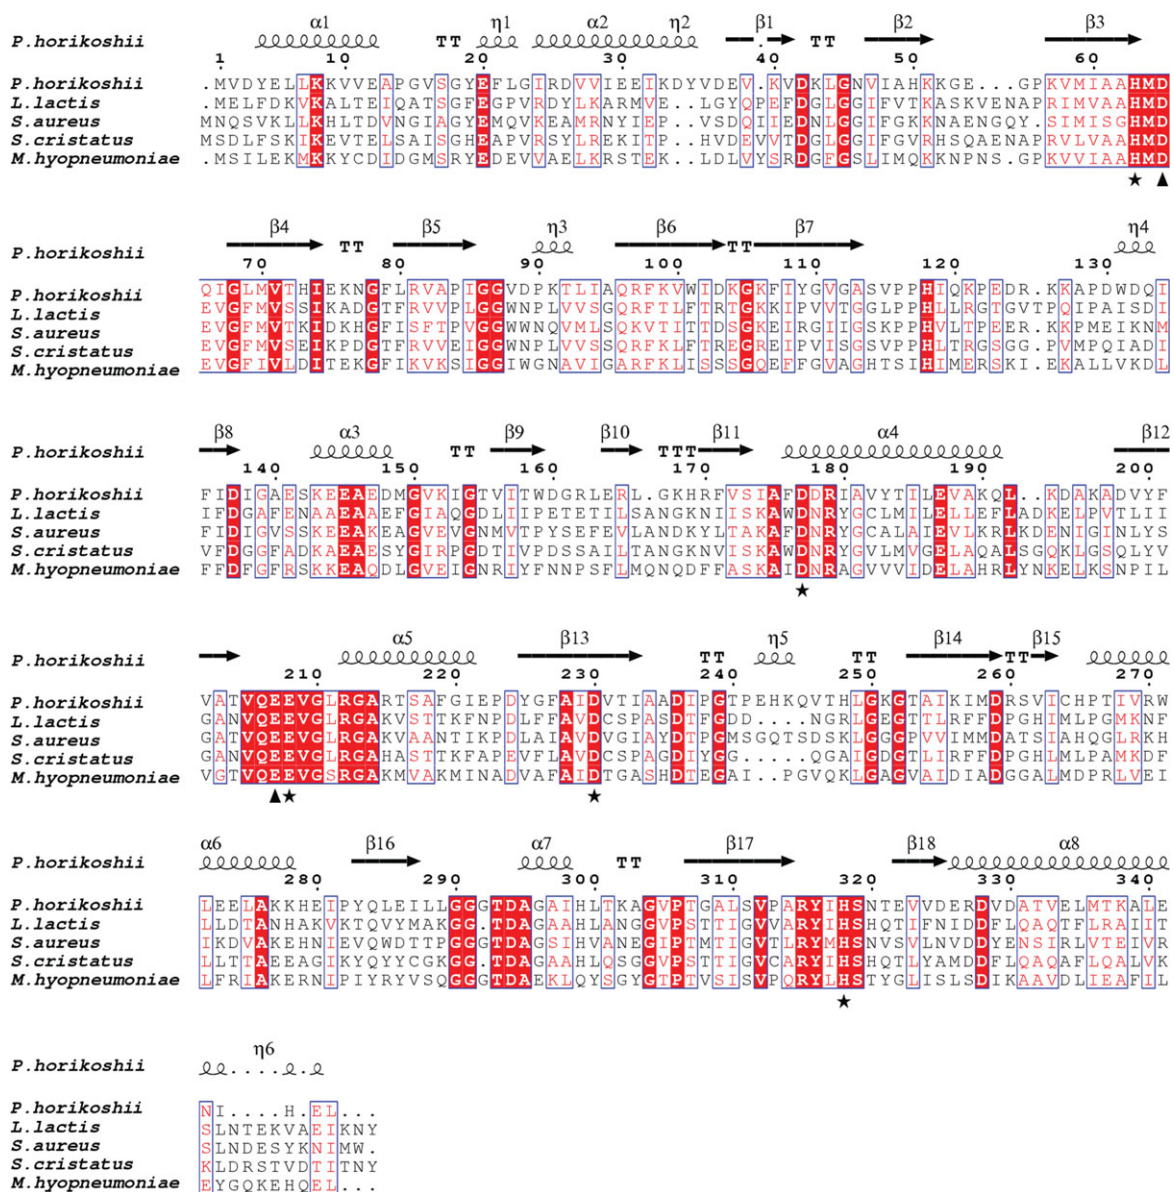 α1 η1 α2 η2 β1 β2 β3
P.horikoshii TT TT
1 10 20 30 40 50 60
P.horikoshii .MVDYELLKKVVEAPGVSGYEFLGIRDVVIEEIKDYVDEV.KVDKLGNVIAHKKGE...GPKVMIAAHMD
L.lactis .MELFDKVKALTEIQATSGFEGPVRDYLKARMVE..LGYQPEFDGLGGIFVTKASKVENAPRIMVAAHMD
S.aureus MNQSVKLLKHLTDVNGIAGYEMQVKEAMRNYIEP..VSDQIIEDNLGGIFGKKNAENGQY.SIMISGHMD
S.cristatus MSDLFSKIKEVTELSAISGHEAPVRSYLREKITP..HVDEVVTDGLGGIFGVRHSQAENAPRVLVAAHMD
M.hyopneumoniae .MSILEKMKKYCDIDGMSRYEDEVVAELKRSTEK..LDLVYSRDGFGSLIMQKKNPNS.GPKVVIAAHMD
★ ▲
β4 β5 η3 β6 β7 η4
P.horikoshii TT TT
70 80 90 100 110 120 130
P.horikoshii QIGLMVTHIEKNGFLRVAPIGGVDPKTLIAQRFKVWIDKGKFIYGVGASVPPHIQKPEDR.KKAPDWDQI
L.lactis EVGFMVSSIKADGTFRVVPLGGWNPLVVSGQRFTLFTRTGKKIPVVTGGLPPHLLRGTGVTPQIPAISDI
S.aureus EVGFMVTKIDKHGFISFTPVGGWWNQVMLSQKVTITTDSGKEIRGIIGSKPPHVLTPEER.KKPMEIKNM
S.cristatus EVGFMVSEIKPDGTFRVVEIGGWNPLVVSSQRFKLFTREGREIPVISGSVPPHLTRGSGG.PVMPQIADI
M.hyopneumoniae EVGFIVLDITEKGFIKVKSIGGIWGNAVIGARFKLISSSGQEFFGVAGHTSIHIMERSKI.EKALLVKDL
β8 α3 β9 β10 β11 α4 β12
P.horikoshii TT TTT
140 150 160 170 180 190 200
P.horikoshii FIDIGAESKEEAEDMGVKIGTVITWDGRLERL.GKHRFVSIAFDDRIAVYTILEVAKQL..KDAKADVYF
L.lactis IFDGAFENAAEAAEFGIAQGDLIIPETETILSANGKNIISKAWDNRYGCLMILELLEFLADKELPVTLII
S.aureus FIDIGVSSKEEAKEAGVEVGNMVTPYSEFEVLANDKYLTAKAFDNRYGCALAIEVLKRLKDENIGINLYS
S.cristatus VFDGGFADKAEAESYGIRPGDTIVPDSSAILTANGKNVISKAWDNRYGVLMVGELAQALSGQKLGSQLYV
M.hyopneumoniae FFDFGFRSKKEAQDLGVEIGNRIYFNNPSFLMQNQDFFASKAIDNRAGVVVVIDELAHRLYNKELKSNPIL
★
α5 β13 η5 β14 β15
P.horikoshii TT TT TT
210 220 230 240 250 260 270
P.horikoshii VATVQEEVGLRGARTSAFGIEPDYGFAIDVTIAADIPGTPEHKQVTHLGKGTAIKIMDRSVICHPTIVRW
L.lactis GANVQEEVGLRGAKVSTTKFNPDLFFAVDCSPASDTFGDD....NGRLGEGTTLRFFDPGHIMLPGMKNF
S.aureus GATVQEEVGLRGAKVAANTIKPDLAIAVDVGIAYDTPGMSGQTSDSKLGGGPVVIMMDATSIAHQGLRKH
S.cristatus GANVQEEVGLRGAHASTTKFAPEVFLAVDCSPAGDIYGG.....QGAIGDGTLIRFFDPGHLMLPAMKDF
M.hyopneumoniae VGTVQEEVGSRGAKMVAKMINADVAFAIDTGASHDTEGAI..PGVQKLGAGVAIDIADGGALMDPRLVEI
▲ ★ ★
α6 β16 α7 β17 β18 α8
P.horikoshii TT
280 290 300 310 320 330 340
P.horikoshii LEELAKKHEIPYQLEILLGGGTDAGAIHLTKAGVPTGALSVPARYIHSNTEVVDERDVDATVELMTKALE
L.lactis LLDTANHAKVKTQVYMAKGG.TDAGAAHLANGGVPSTTIGVVARYIHSHQTIFNIDDFLQAQTFLRAIIT
S.aureus IKDVAKEHNIEVQWDTTPGGGTDAGSIHVANEGIPTMTIGVTLRYMHSNVSVLNVDDYENSIRLVTEIVR
S.cristatus LLTTAEEAGIKYQYYCGKGG.TDAGAAHLQSGGVPSTTIGVCARYIHSHQTLYAMDDFLQAQAFLQALVK
M.hyopneumoniae LFRIAKERNIPIYRYVSQGGGTDAEKLQYSGYGTPTVSISVPQRYLHSTYGLISLSDIKAAVDLIEAFIL
★
η6
P.horikoshii .... . .
P.horikoshii NI....H.EL...
L.lactis SLNTEKVAEIKNY
S.aureus SLNDESYKNIMW.
S.cristatus KLDRSTVDTITNY
M.hyopneumoniae EYGQKEHQEL...